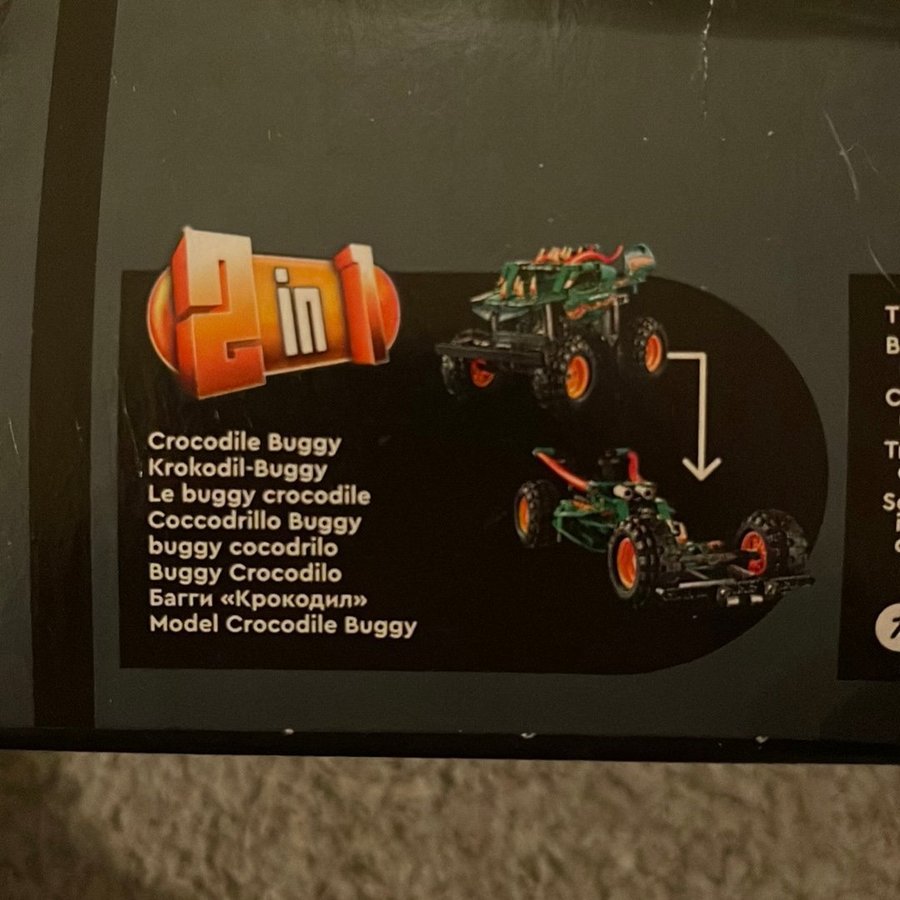 2 in 1
Crocodile Buggy
Krokodil-Buggy
Le buggy crocodile
Coccodrillo Buggy
buggy cocodrilo
Buggy Crocodilo
Багги «Крокодил»
Model Crocodile Buggy